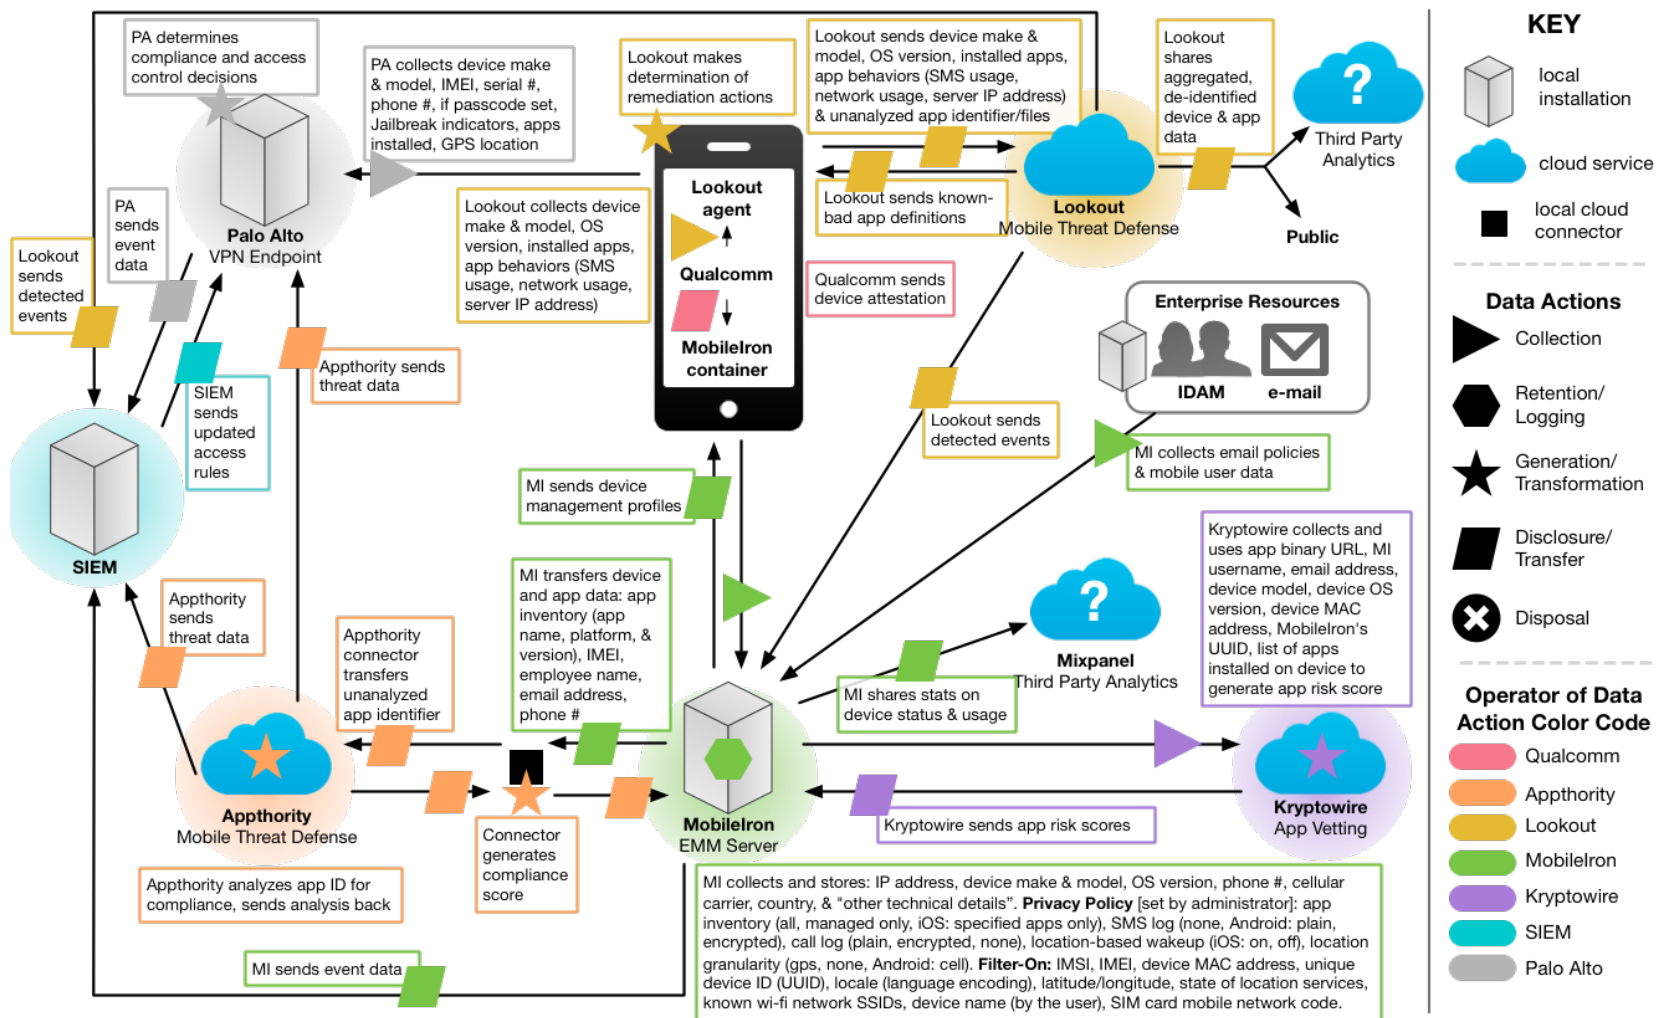 PA determines
compliance and access
control decisions
PA collects device make
& model, IMEI, serial #,
phone #, if passcode set,
Jailbreak indicators, apps
installed, GPS location
Lookout makes
determination of
remediation actions
Lookout sends device make &
model, OS version, installed apps,
app behaviors (SMS usage,
network usage, server IP address)
& unanalyzed app identifier/files
Lookout
shares
aggregated,
de-identified
device & app
data
?
Third Party
Analytics
Public
Lookout
Mobile Threat Defense
Lookout sends known-
bad app definitions
Lookout
agent
Qualcomm
MobileIron
container
Qualcomm sends
device attestation
Lookout collects device
make & model, OS
version, installed apps,
app behaviors (SMS
usage, network usage,
server IP address)
Palo Alto
VPN Endpoint
PA
sends
event
data
Lookout
sends
detected
events
SIEM
sends
updated
access
rules
Appthority sends
threat data
SIEM
Enterprise Resources
IDAM
e-mail
Lookout sends
detected events
MI collects email policies
& mobile user data
MI sends device
management profiles
MI transfers device
and app data: app
inventory (app
name, platform, &
version), IMEI,
employee name,
email address,
phone #
Appthority
sends
threat data
Appthority
connector
transfers
unanalyzed
app identifier
?
Mixpanel
Third Party Analytics
MI shares stats on
device status & usage
Kryptowire collects and
uses app binary URL, MI
username, email address,
device model, device OS
version, device MAC
address, MobileIron's
UUID, list of apps
installed on device to
generate app risk score
Appthority
Mobile Threat Defense
Appthority analyzes app ID for
compliance, sends analysis back
Connector
generates
compliance
score
MobileIron
EMM Server
Kryptowire sends app risk scores
Kryptowire
App Vetting
MI sends event data
MI collects and stores: IP address, device make & model, OS version, phone #, cellular
carrier, country, & "other technical details". Privacy Policy [set by administrator]: app
inventory (all, managed only, iOS: specified apps only), SMS log (none, Android: plain,
encrypted), call log (plain, encrypted, none), location-based wakeup (iOS: on, off), location
granularity (gps, none, Android: cell). Filter-On: IMSI, IMEI, device MAC address, unique
device ID (UUID), locale (language encoding), latitude/longitude, state of location services,
known wi-fi network SSIDs, device name (by the user), SIM card mobile network code.
KEY
local
installation
cloud service
local cloud
connector
Data Actions
Collection
Retention/
Logging
Generation/
Transformation
Disclosure/
Transfer
Disposal
Operator of Data
Action Color Code
Qualcomm
Appthority
Lookout
MobileIron
Kryptowire
SIEM
Palo Alto